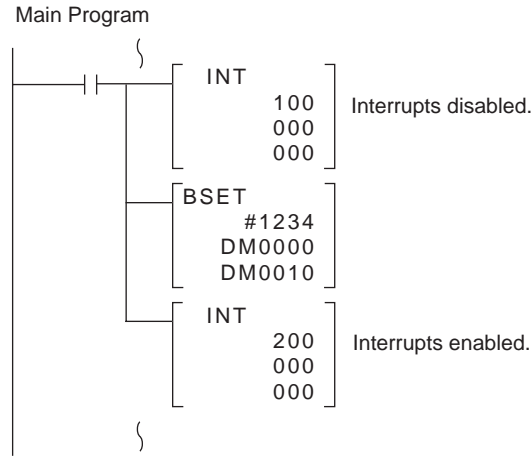 Main Program
INT
100
000
000
Interrupts disabled.
BSET
#1234
DM0000
DM0010
INT
200
000
000
Interrupts enabled.